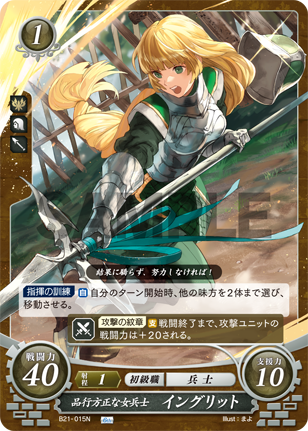 1
SAMPLE
結果に驕らず、努力しなければ！
指揮の訓練 自自分のターン開始時、他の味方を2体まで選び、
移動させる。
攻撃の紋章 支戦闘終了まで、攻撃ユニットの
戦闘力は+20される。
戦闘力
40
射程 1 初級職 兵士
支援力
10
品行方正な女兵士 イングリット
B21-015N
Illust：まよ